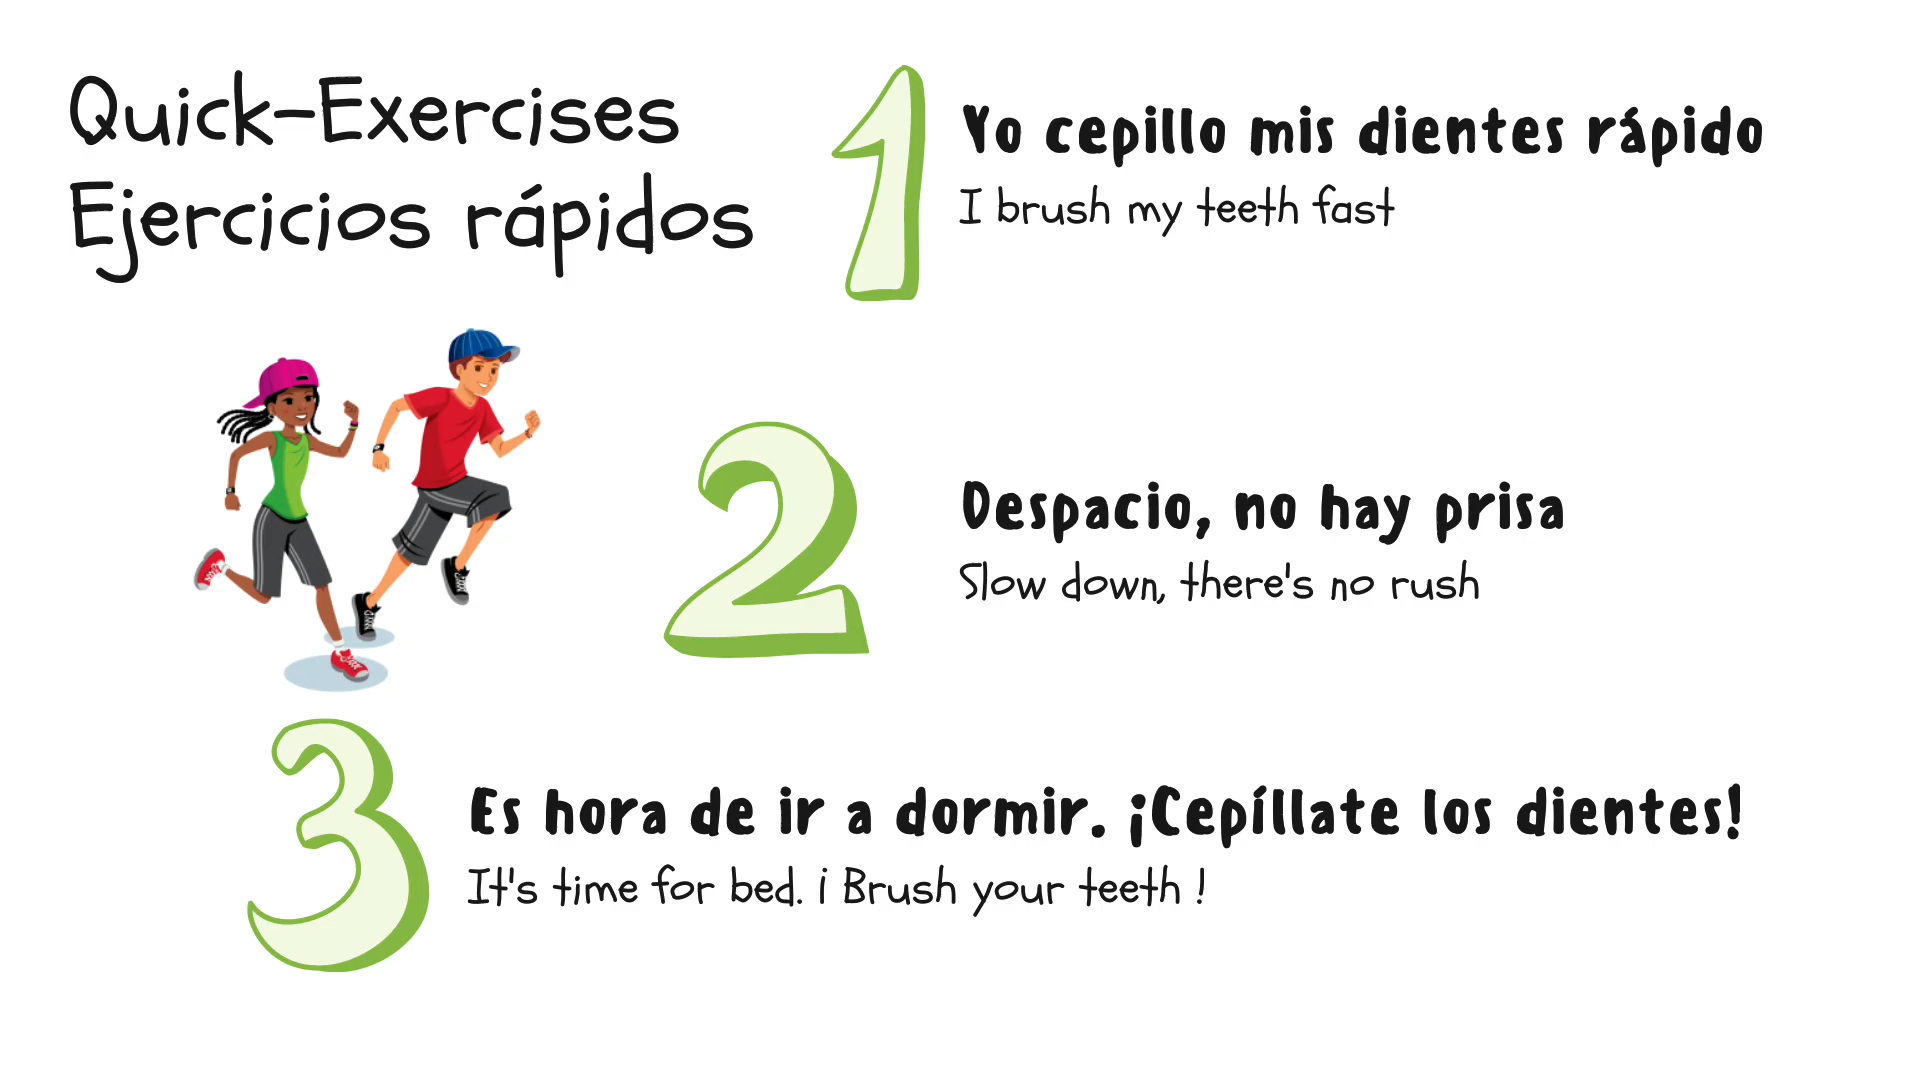 Quick-Exercises
Ejercicios rápidos
1
Yo cepillo mis dientes rápido
I brush my teeth fast
2
Despacio, no hay prisa
Slow down, there's no rush
3
Es hora de ir a dormir. ¡Cepíllate los dientes!
It's time for bed. ¡ Brush your teeth !